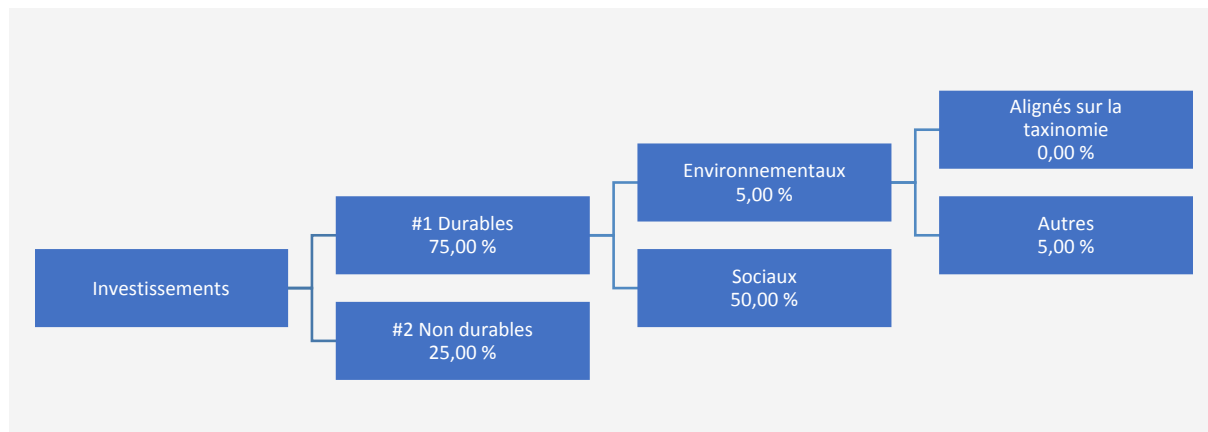 Investissements
#1 Durables
75,00 %
#2 Non durables
25,00 %
Environnementaux
5,00 %
Sociaux
50,00 %
Alignés sur la
taxinomie
0,00 %
Autres
5,00 %